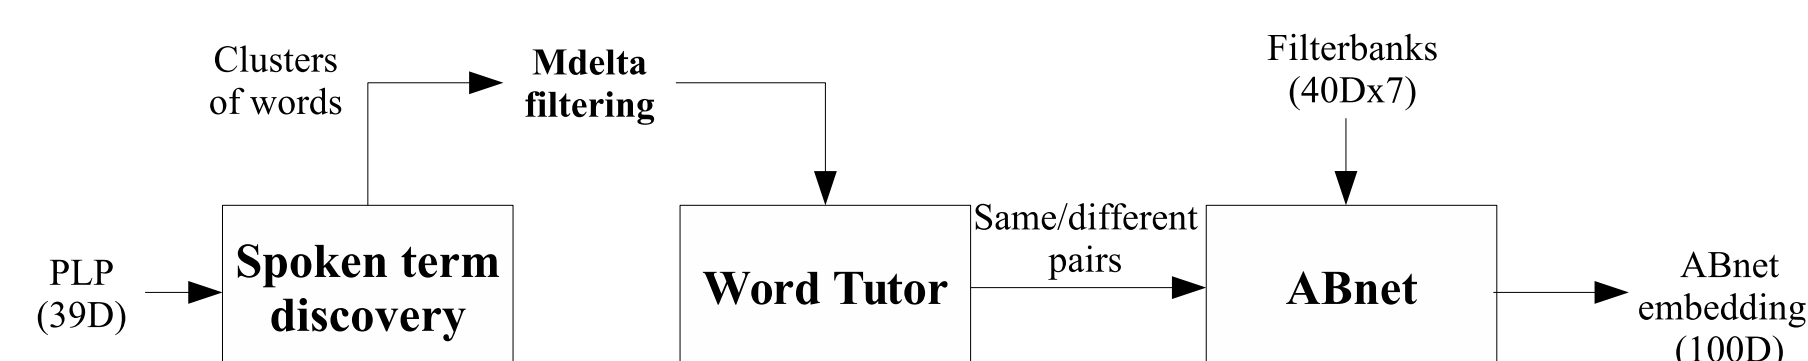 Clusters
of words
Mdelta
filtering
Filterbanks
(40Dx7)
PLP
(39D)
Spoken term
discovery
Word Tutor
Same/different
pairs
ABnet
ABnet
embedding
(100D)